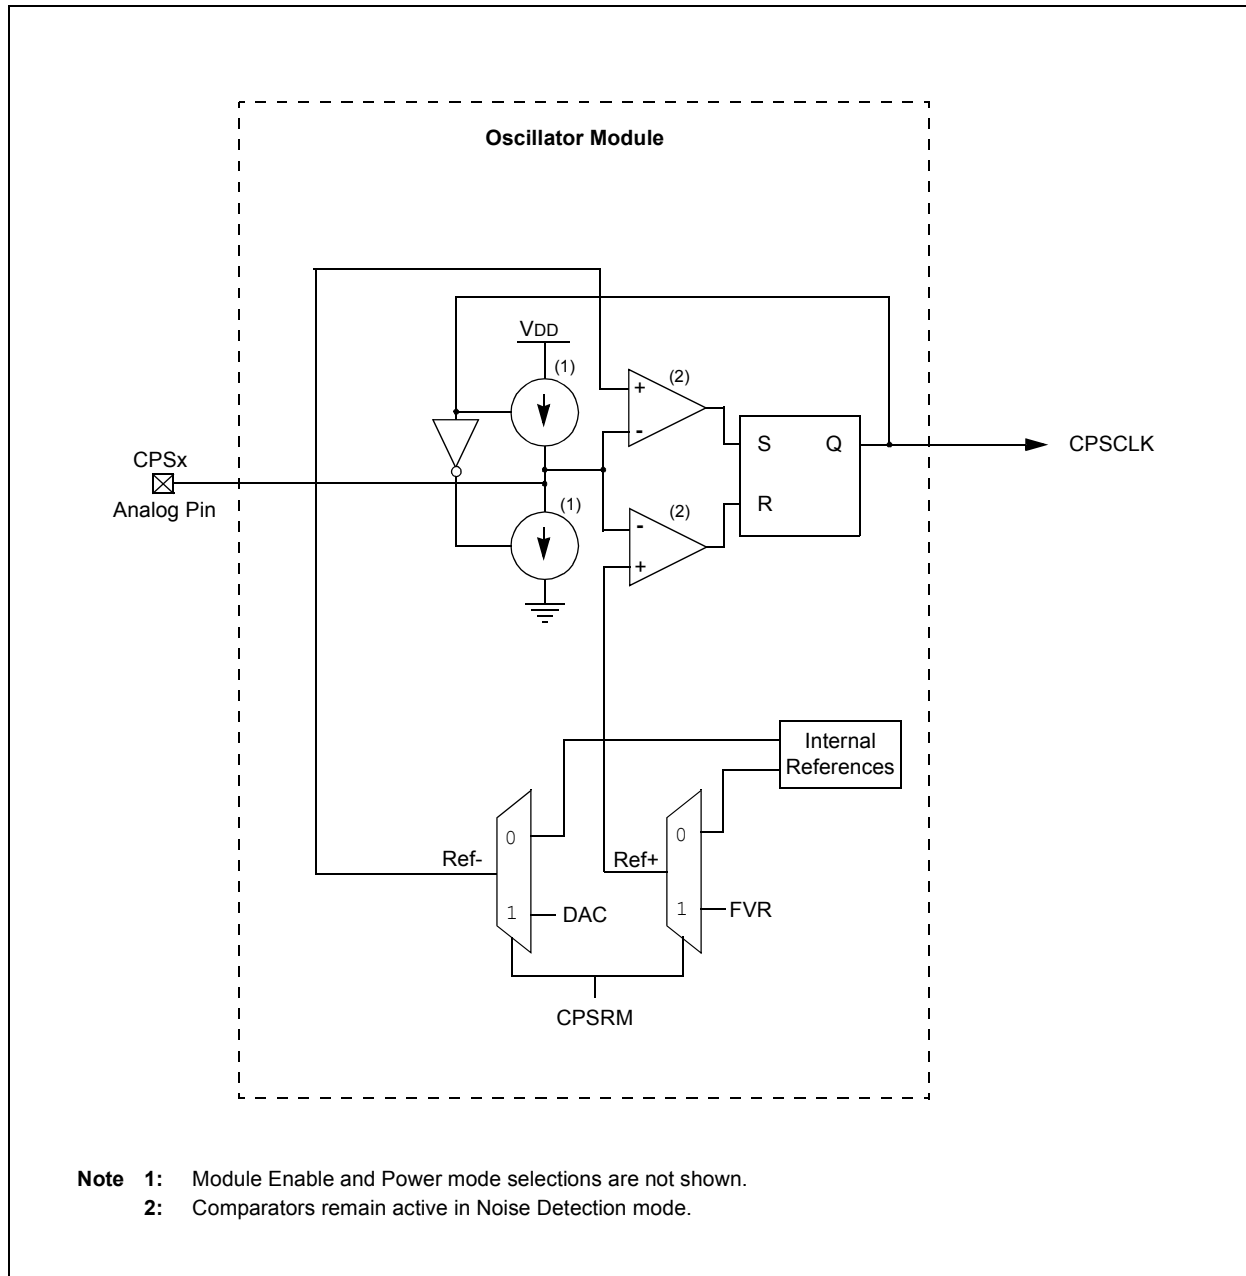 Oscillator Module
VDD
(1)
(2)
+
-
S Q
CPSCLK
CPSx
Analog Pin
(1)
(2)
R
-
+
Internal
References
0
0
Ref-
Ref+
1
DAC
1
FVR
CPSRM
Note 1: Module Enable and Power mode selections are not shown.
2: Comparators remain active in Noise Detection mode.